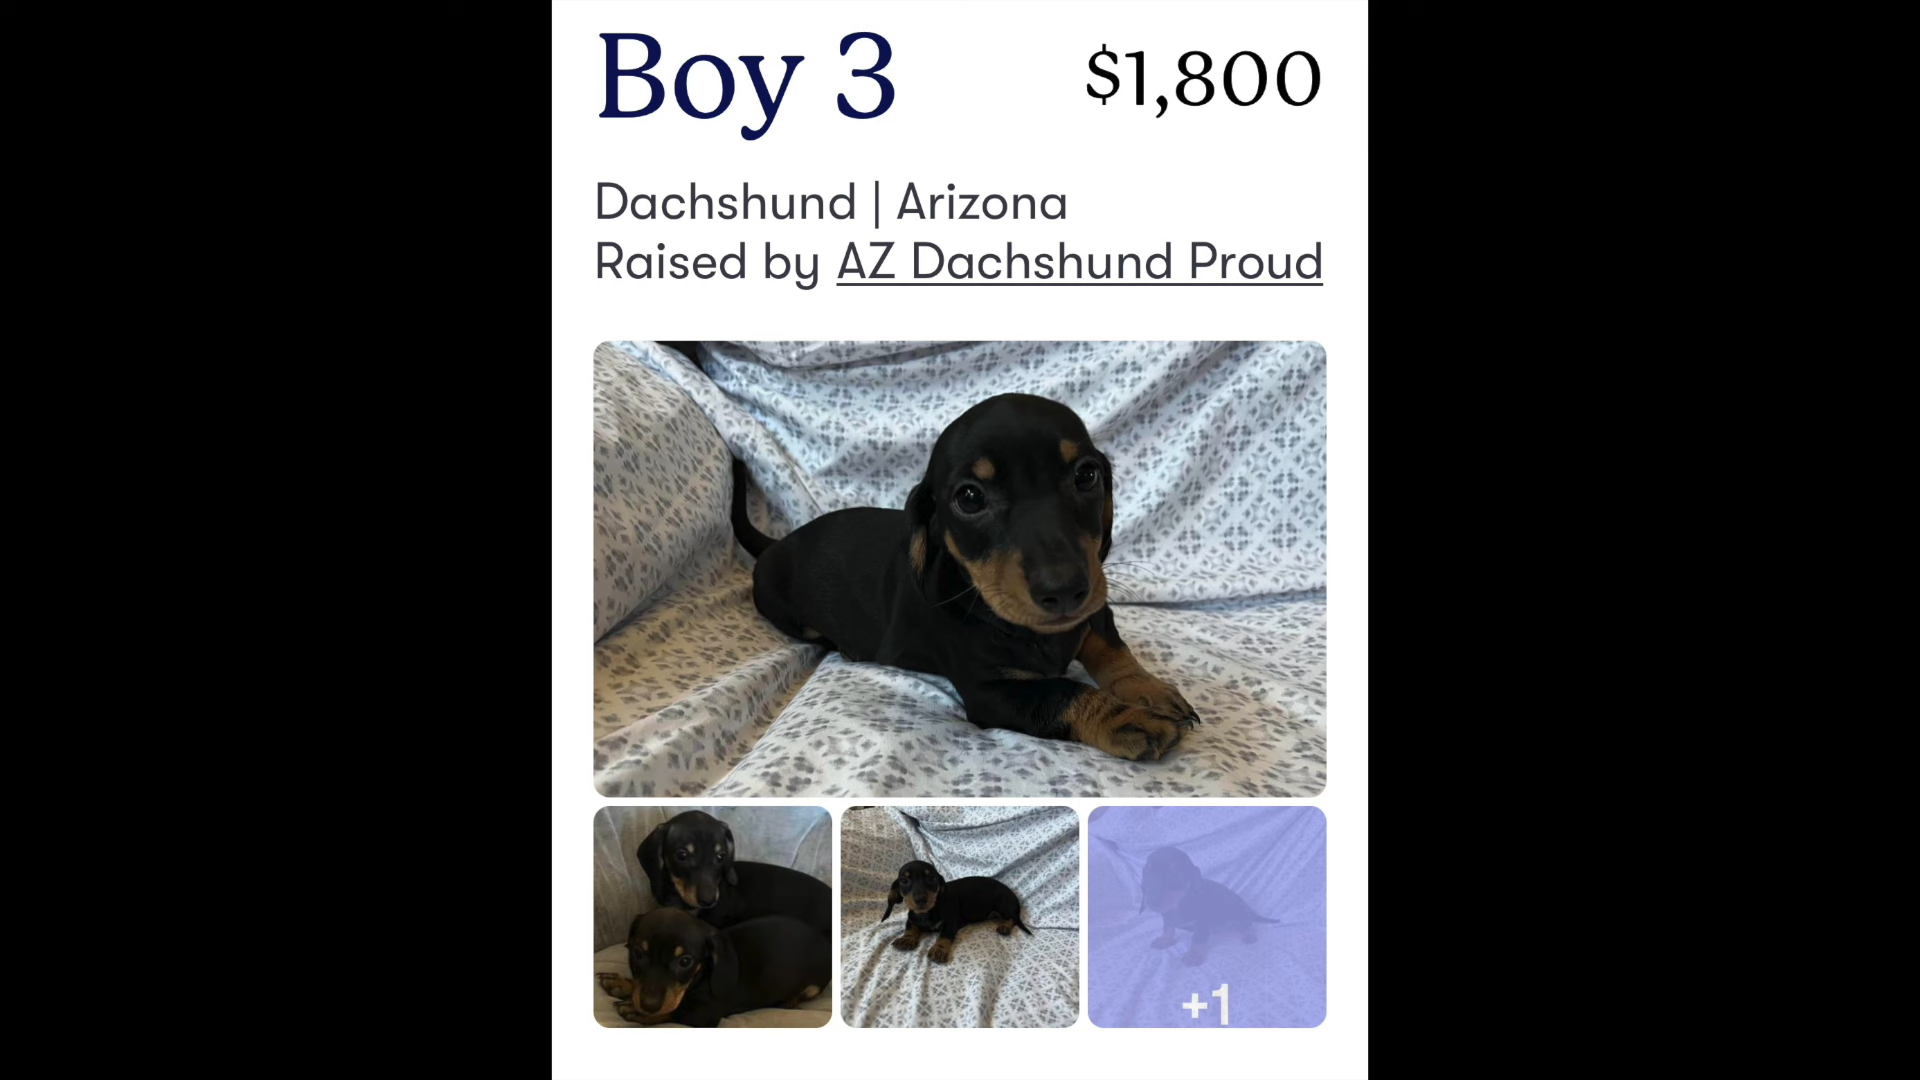 Boy 3
$1,800
Dachshund | Arizona
Raised by AZ Dachshund Proud
+1